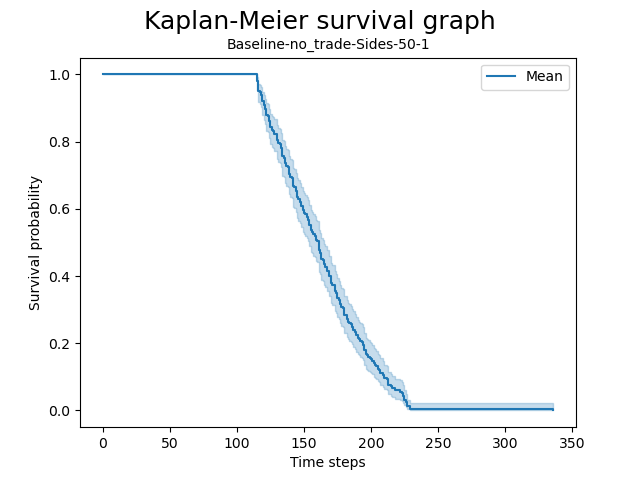 Kaplan-Meier survival graph
Baseline-no_trade-Sides-50-1
Mean
Survival probability
1.0
0.8
0.6
0.4
0.2
0.0
0 50 100 150 200 250 300 350
Time steps